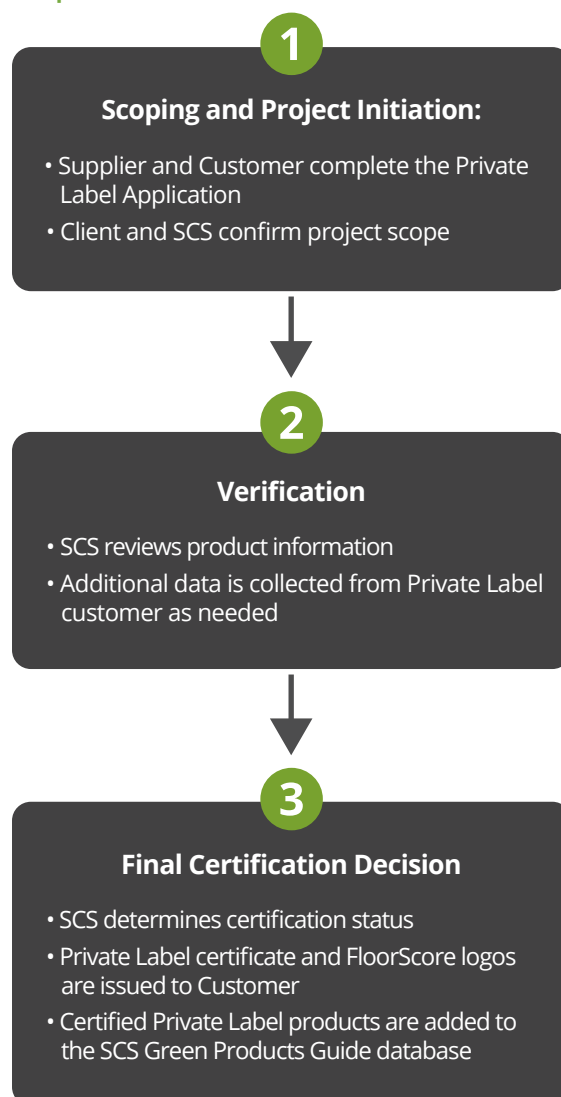 1
Scoping and Project Initiation:
• Supplier and Customer complete the Private
Label Application
• Client and SCS confirm project scope
2
Verification
• SCS reviews product information
• Additional data is collected from Private Label
customer as needed
3
Final Certification Decision
• SCS determines certification status
• Private Label certificate and FloorScore logos
are issued to Customer
• Certified Private Label products are added to
the SCS Green Products Guide database